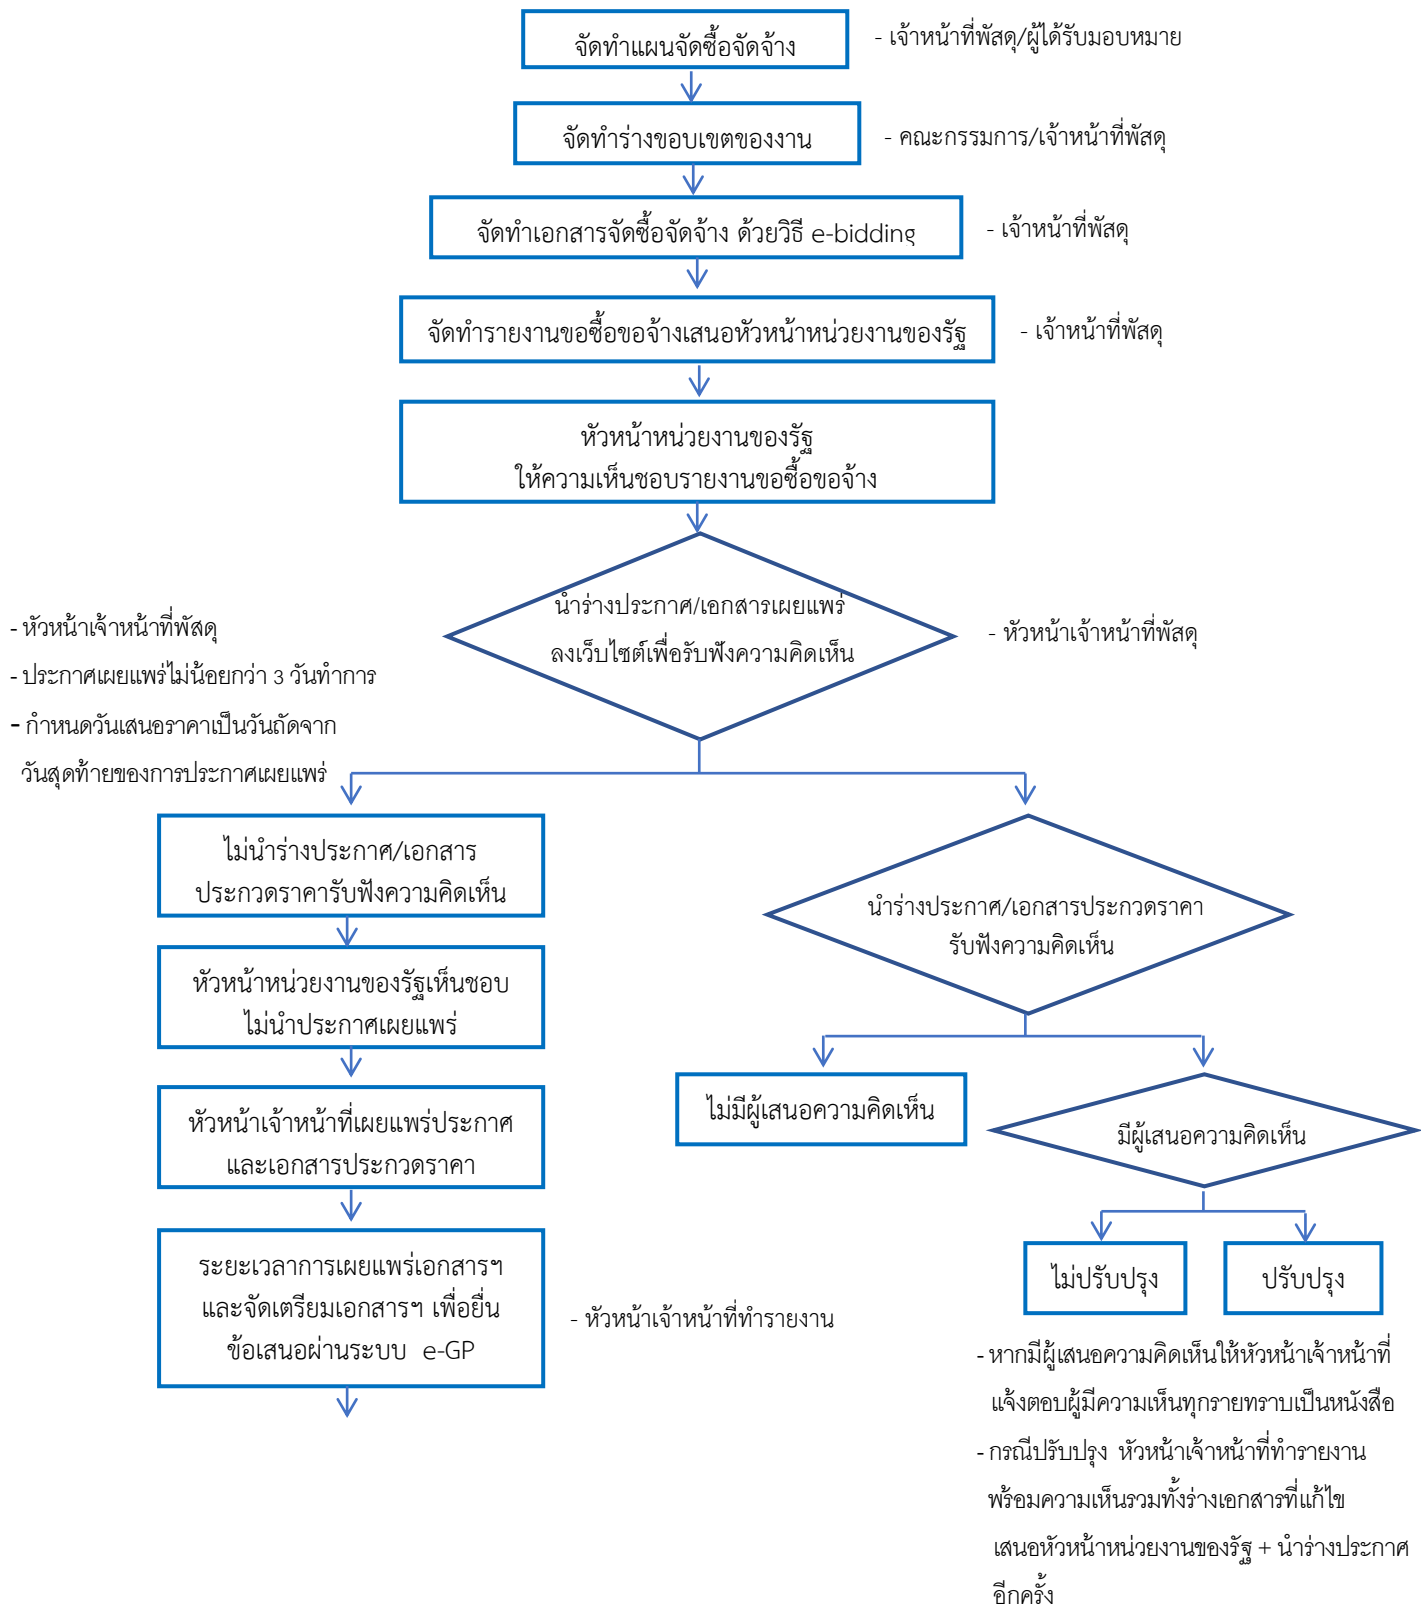 จัดทำแผนจัดซื้อจัดจ้าง
- เจ้าหน้าที่พัสดุ/ผู้ได้รับมอบหมาย
จัดทำร่างขอบเขตของงาน
- คณะกรรมการ/เจ้าหน้าที่พัสดุ
จัดทำเอกสารจัดซื้อจัดจ้าง ด้วยวิธี e-bidding
- เจ้าหน้าที่พัสดุ
จัดทำรายงานขอซื้อขอจ้างเสนอหัวหน้าหน่วยงานของรัฐ
- เจ้าหน้าที่พัสดุ
หัวหน้าหน่วยงานของรัฐ
ให้ความเห็นชอบรายงานขอซื้อขอจ้าง
นำร่างประกาศ/เอกสารเผยแพร่
ลงเว็บไซต์เพื่อรับฟังความคิดเห็น
- หัวหน้าเจ้าหน้าที่พัสดุ
- หัวหน้าเจ้าหน้าที่พัสดุ
- ประกาศเผยแพร่ไม่น้อยกว่า 3 วันทำการ
- กำหนดวันเสนอราคาเป็นวันถัดจาก
วันสุดท้ายของการประกาศเผยแพร่
ไม่นำร่างประกาศ/เอกสาร
ประกวดราคารับฟังความคิดเห็น
หัวหน้าหน่วยงานของรัฐเห็นชอบ
ไม่นำประกาศเผยแพร่
หัวหน้าเจ้าหน้าที่เผยแพร่ประกาศ
และเอกสารประกวดราคา
ระยะเวลาการเผยแพร่เอกสารฯ
และจัดเตรียมเอกสารฯ เพื่อยื่น
ข้อเสนอผ่านระบบ e-GP
- หัวหน้าเจ้าหน้าที่ทำรายงาน
นำร่างประกาศ/เอกสารประกวดราคา
รับฟังความคิดเห็น
ไม่มีผู้เสนอความคิดเห็น
มีผู้เสนอความคิดเห็น
ไม่ปรับปรุง
ปรับปรุง
- หากมีผู้เสนอความคิดเห็นให้หัวหน้าเจ้าหน้าที่
แจ้งตอบผู้มีความเห็นทุกรายทราบเป็นหนังสือ
- กรณีปรับปรุง หัวหน้าเจ้าหน้าที่ทำรายงาน
พร้อมความเห็นรวมทั้งร่างเอกสารที่แก้ไข
เสนอหัวหน้าหน่วยงานของรัฐ + นำร่างประกาศ
อีกครั้ง